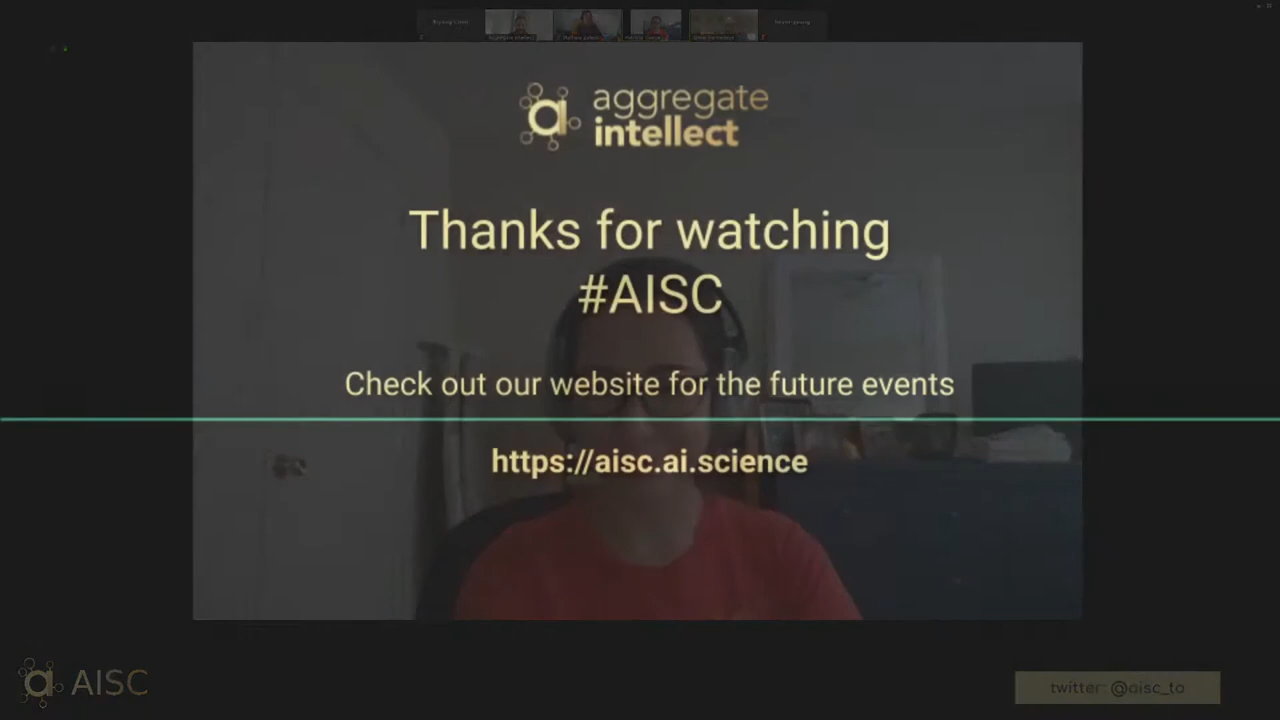 aggregate
intellect
Thanks for watching
#AISC
Check out our website for the future events
https://aisc.ai.science
AISC
twitter: @aisc_to